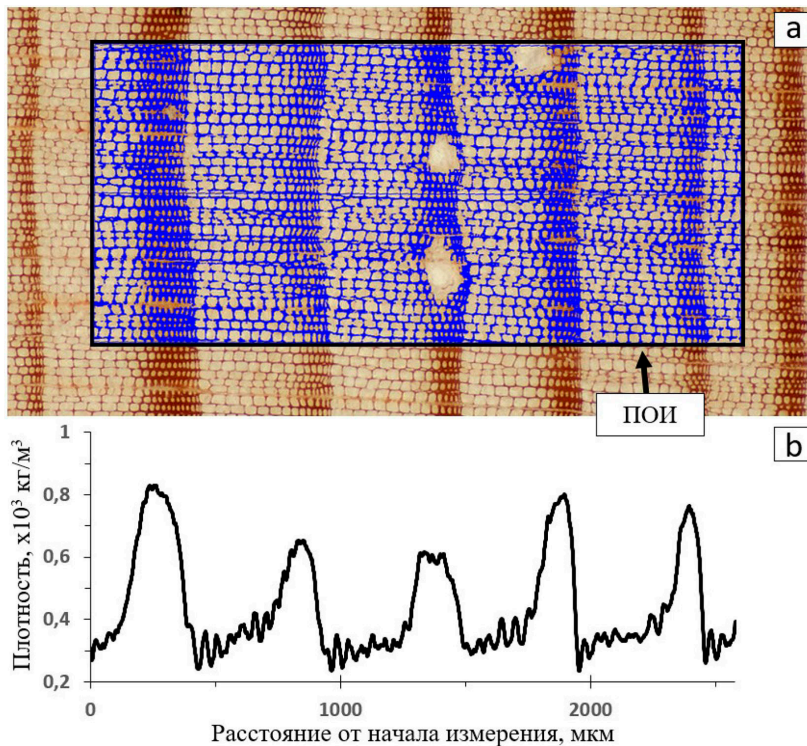 a
ПОИ
b
Плотность, x10³ кг/м³
1
0,8
0,6
0,4
0,2
0 1000 2000
Расстояние от начала измерения, мкм